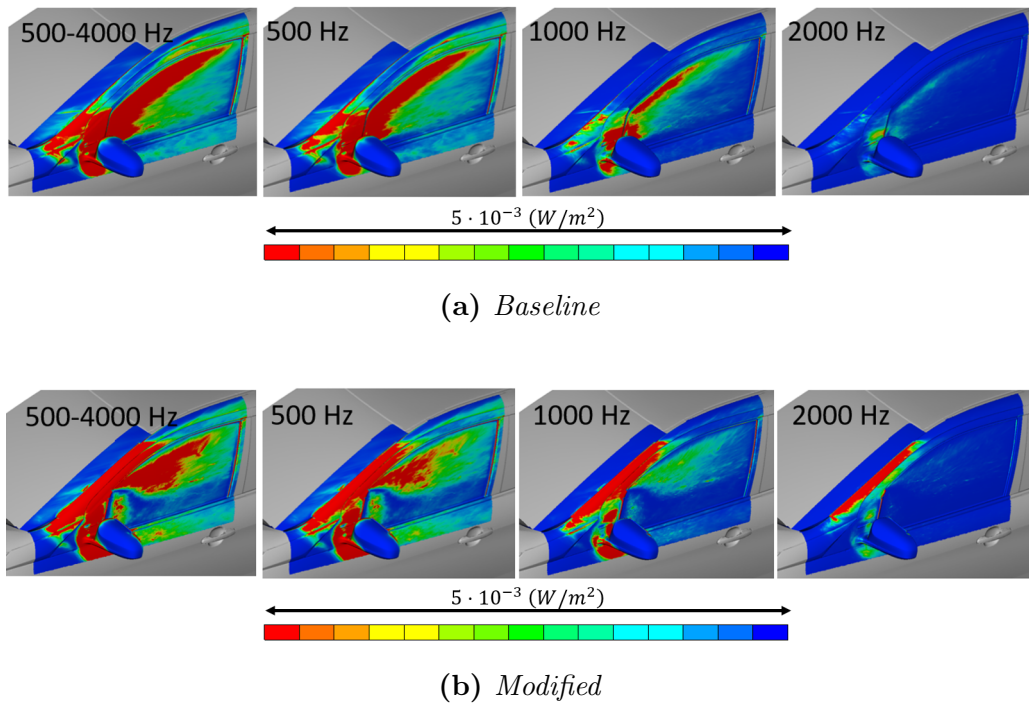 500-4000 Hz 500 Hz 1000 Hz 2000 Hz
5 · 10⁻³ (W/m²)
(a) Baseline
500-4000 Hz 500 Hz 1000 Hz 2000 Hz
5 · 10⁻³ (W/m²)
(b) Modified